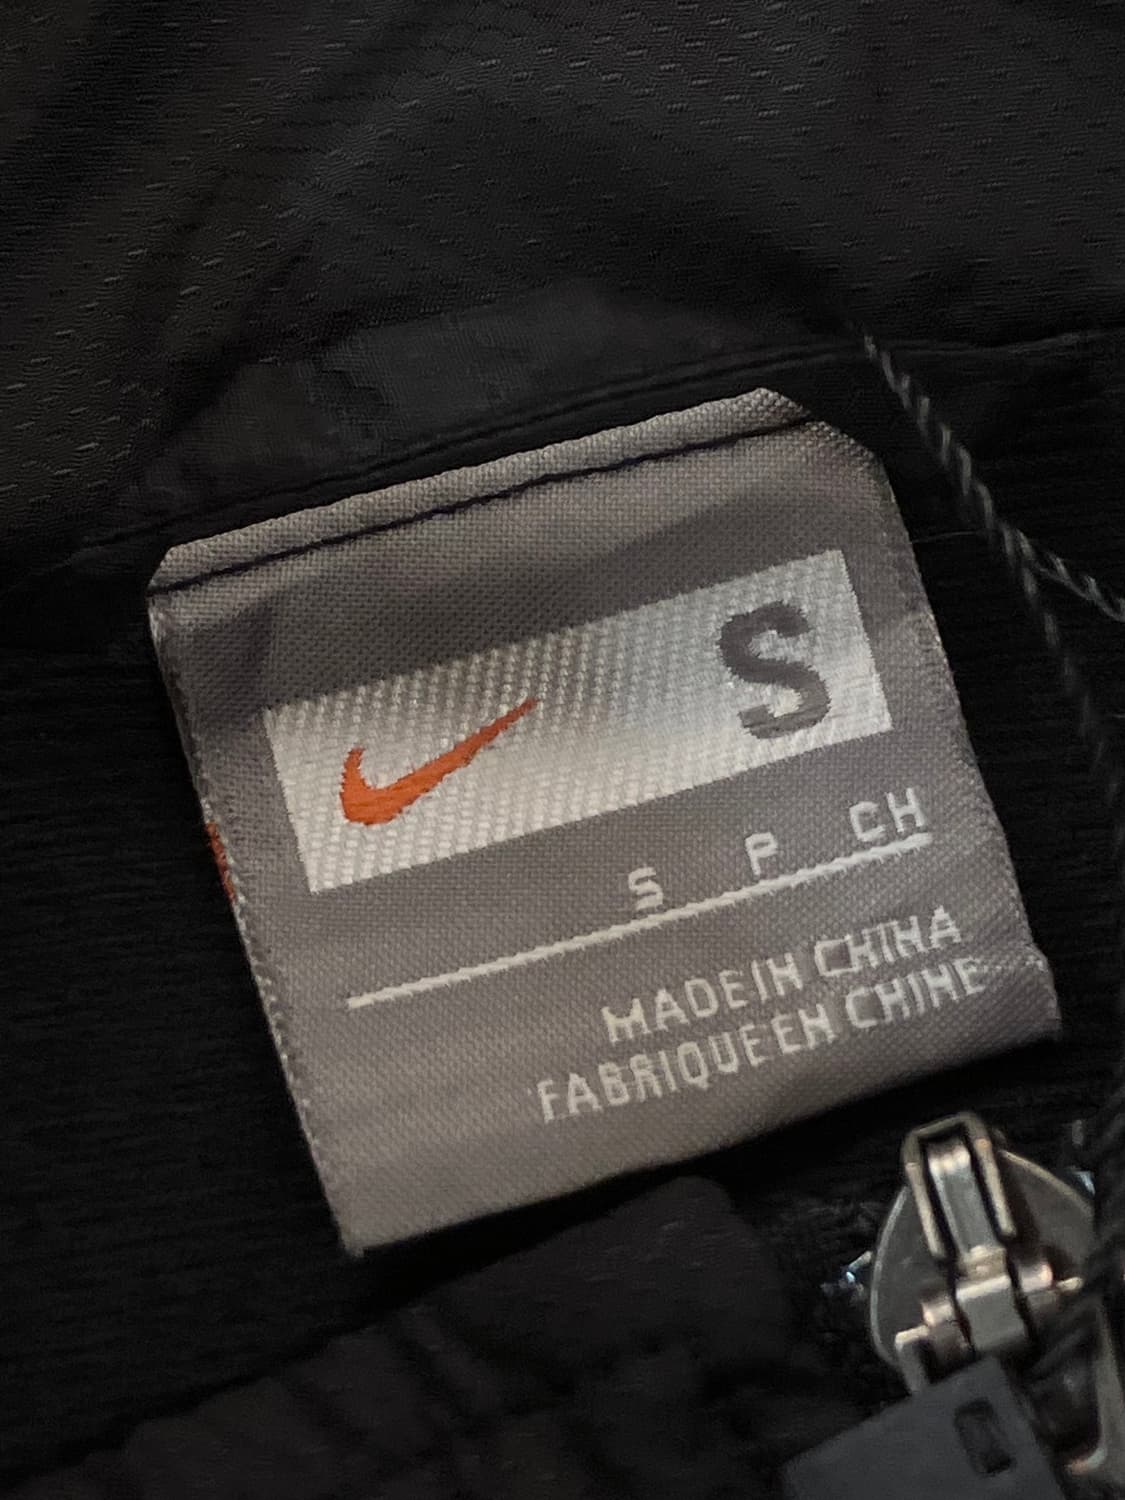 S
S P CH
MADE IN CHINA
FABRIQUE EN CHINE